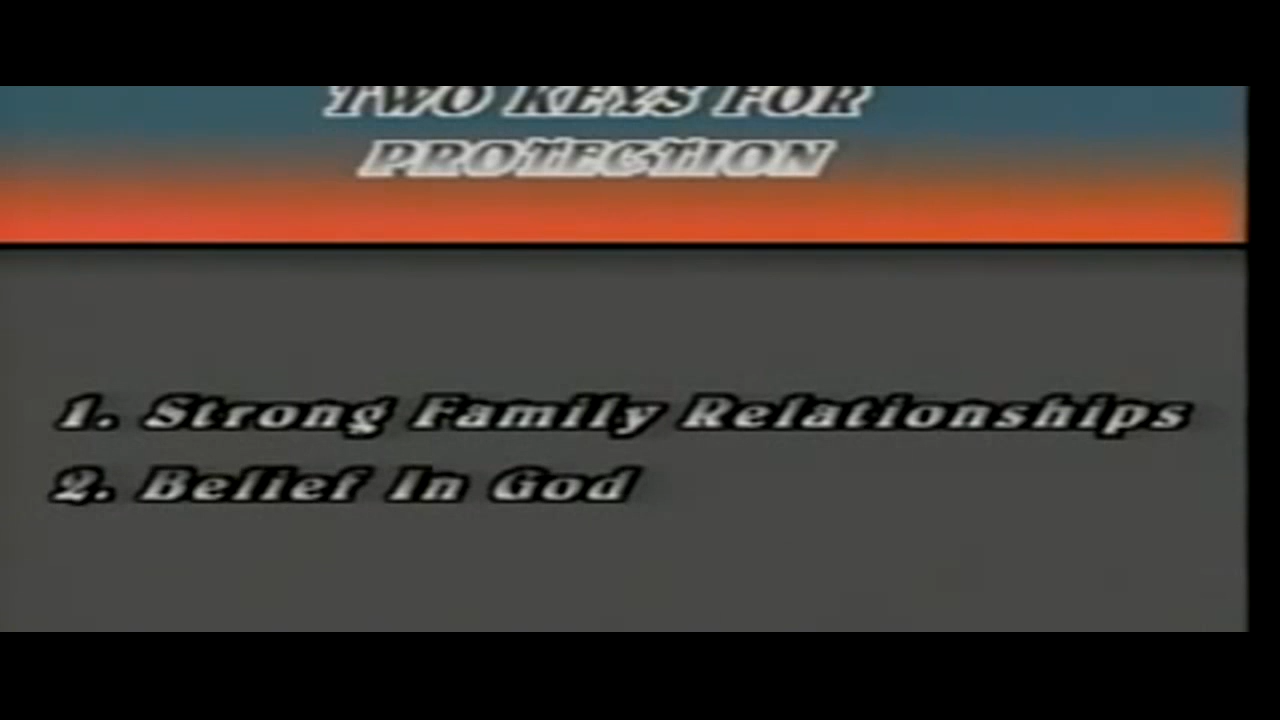 TWO KEYS FOR
PROTECTION
1. Strong Family Relationships
2. Belief In God